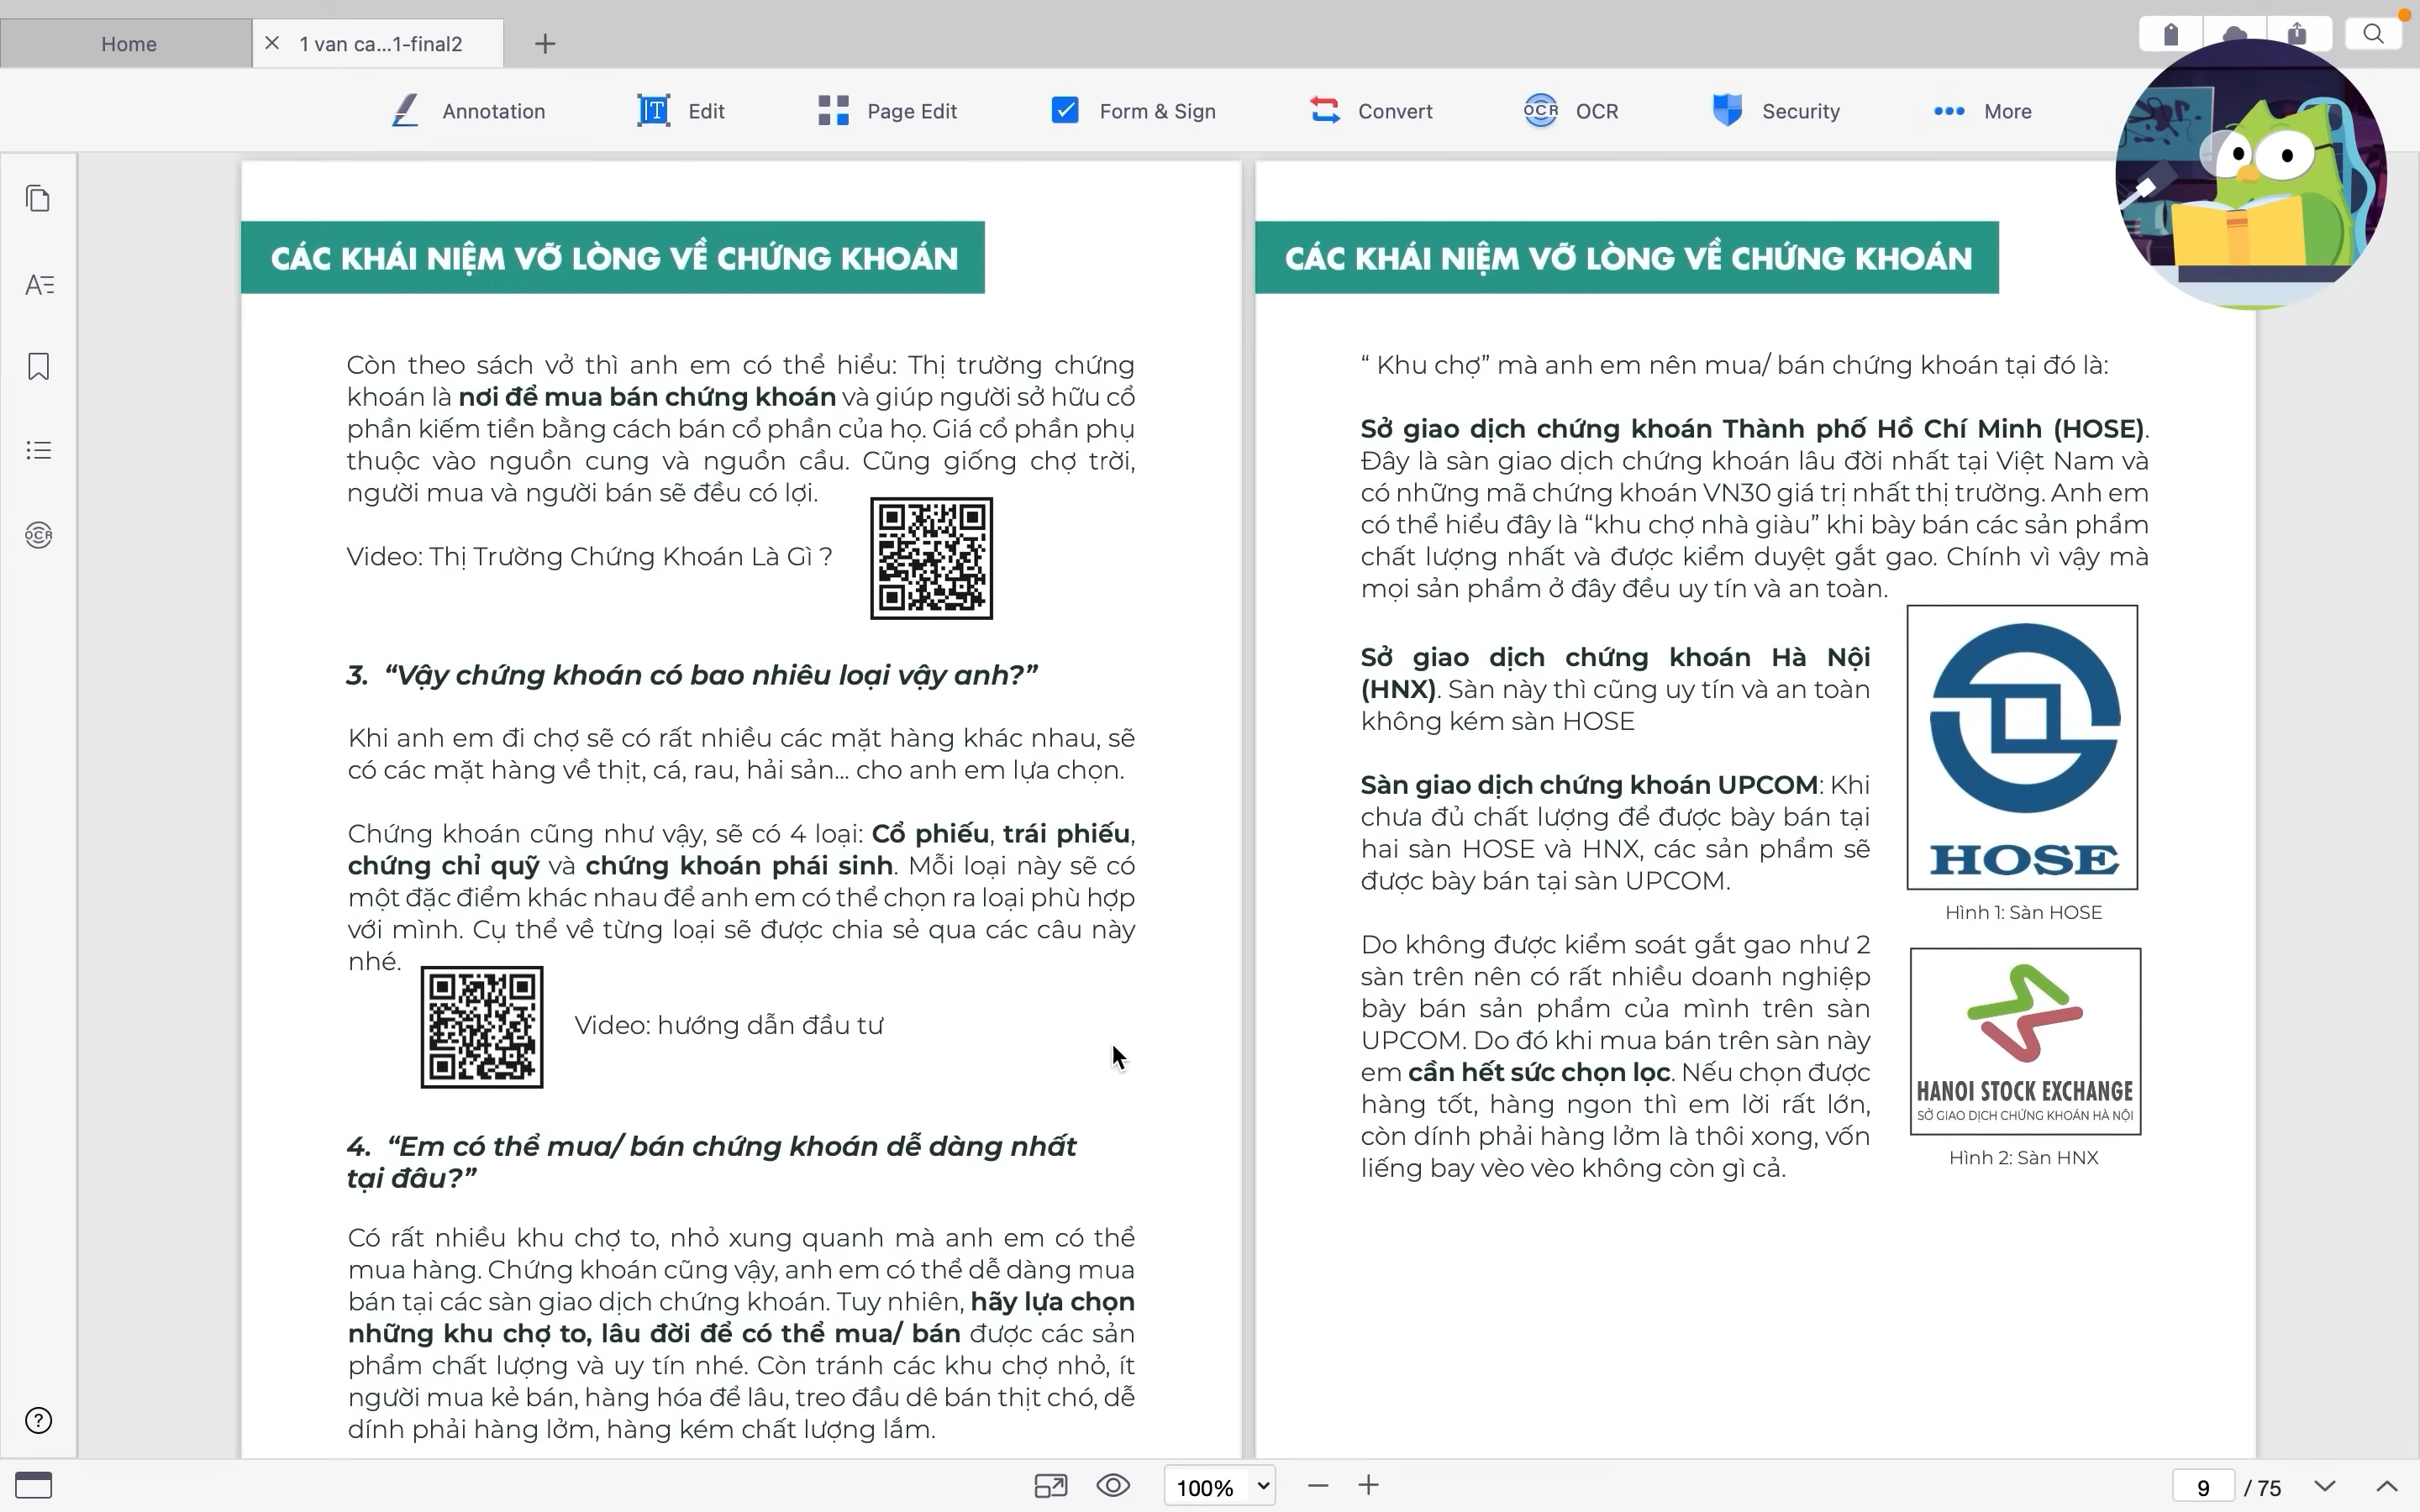 Home
1 van ca...1-final2
Annotation
Edit
Page Edit
Form & Sign
Convert
OCR
OCR
Security
More
OCR
CÁC KHÁI NIỆM VỠ LÒNG VỀ CHỨNG KHOÁN
Còn theo sách vở thì anh em có thể hiểu: Thị trường chứng
khoán là nơi để mua bán chứng khoán và giúp người sở hữu cổ
phần kiếm tiền bằng cách bán cổ phần của họ. Giá cổ phần phụ
thuộc vào nguồn cung và nguồn cầu. Cũng giống chợ trời,
người mua và người bán sẽ đều có lợi.
Video: Thị Trường Chứng Khoán Là Gì ?
3. “Vậy chứng khoán có bao nhiêu loại vậy anh?”
Khi anh em đi chợ sẽ có rất nhiều các mặt hàng khác nhau, sẽ
có các mặt hàng về thịt, cá, rau, hải sản... cho anh em lựa chọn.
Chứng khoán cũng như vậy, sẽ có 4 loại: Cổ phiếu, trái phiếu,
chứng chỉ quỹ và chứng khoán phái sinh. Mỗi loại này sẽ có
một đặc điểm khác nhau để anh em có thể chọn ra loại phù hợp
với mình. Cụ thể về từng loại sẽ được chia sẻ qua các câu này
nhé.
Video: hướng dẫn đầu tư
4. “Em có thể mua/ bán chứng khoán dễ dàng nhất
tại đâu?”
Có rất nhiều khu chợ to, nhỏ xung quanh mà anh em có thể
mua hàng. Chứng khoán cũng vậy, anh em có thể dễ dàng mua
bán tại các sàn giao dịch chứng khoán. Tuy nhiên, hãy lựa chọn
những khu chợ to, lâu đời để có thể mua/ bán được các sản
phẩm chất lượng và uy tín nhé. Còn tránh các khu chợ nhỏ, ít
người mua kẻ bán, hàng hóa để lâu, treo đầu dê bán thịt chó, dễ
dính phải hàng lởm, hàng kém chất lượng lắm.
CÁC KHÁI NIỆM VỠ LÒNG VỀ CHỨNG KHOÁN
“ Khu chợ” mà anh em nên mua/ bán chứng khoán tại đó là:
Sở giao dịch chứng khoán Thành phố Hồ Chí Minh (HOSE).
Đây là sàn giao dịch chứng khoán lâu đời nhất tại Việt Nam và
có những mã chứng khoán VN30 giá trị nhất thị trường. Anh em
có thể hiểu đây là “khu chợ nhà giàu” khi bày bán các sản phẩm
chất lượng nhất và được kiểm duyệt gắt gao. Chính vì vậy mà
mọi sản phẩm ở đây đều uy tín và an toàn.
Sở giao dịch chứng khoán Hà Nội
(HNX). Sàn này thì cũng uy tín và an toàn
không kém sàn HOSE
Sàn giao dịch chứng khoán UPCOM: Khi
chưa đủ chất lượng để được bày bán tại
hai sàn HOSE và HNX, các sản phẩm sẽ
được bày bán tại sàn UPCOM.
Do không được kiểm soát gắt gao như 2
sàn trên nên có rất nhiều doanh nghiệp
bày bán sản phẩm của mình trên sàn
UPCOM. Do đó khi mua bán trên sàn này
em cần hết sức chọn lọc. Nếu chọn được
hàng tốt, hàng ngon thì em lời rất lớn,
còn dính phải hàng lởm là thôi xong, vốn
liếng bay vèo vèo không còn gì cả.
HOSE
Hình 1: Sàn HOSE
HANOI STOCK EXCHANGE
SỞ GIAO DỊCH CHỨNG KHOÁN HÀ NỘI
Hình 2: Sàn HNX
100%
9 / 75